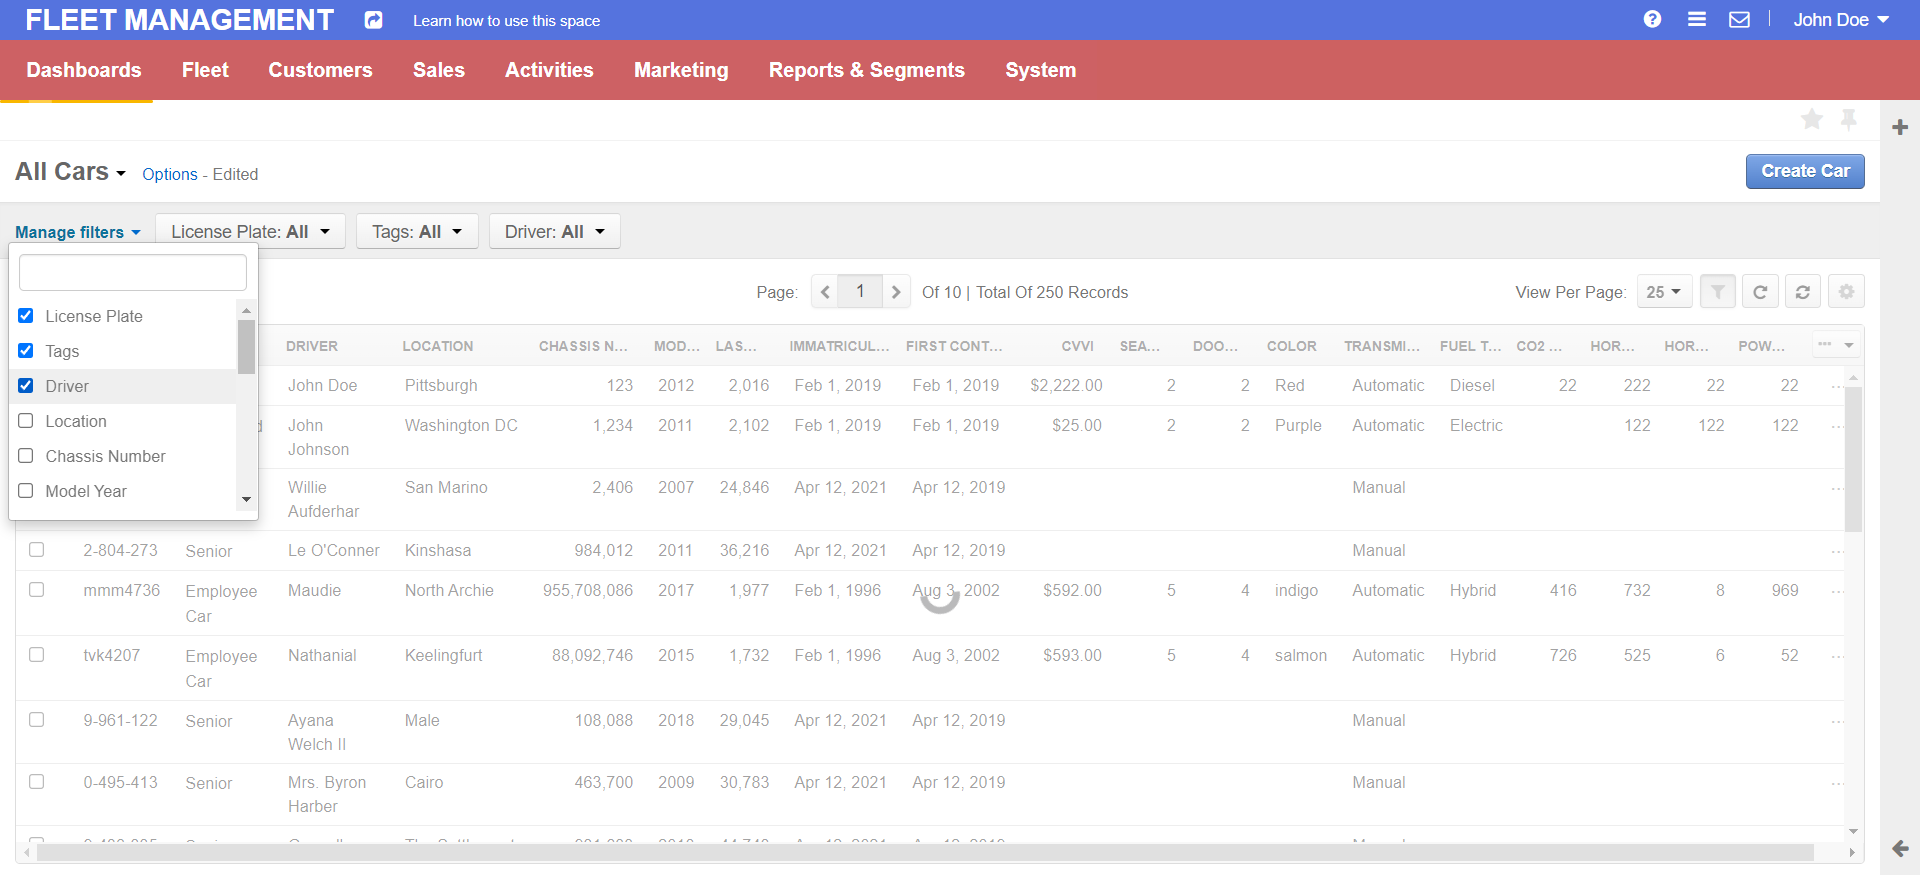 FLEET MANAGEMENT Learn how to use this space ? John Doe
Dashboards Fleet Customers Sales Activities Marketing Reports & Segments System
All Cars Options - Edited Create Car
Manage filters License Plate: All Tags: All Driver: All
License Plate
Tags
Driver
Location
Chassis Number
Model Year
Page: 1 Of 10 | Total Of 250 Records View Per Page: 25
DRIVER LOCATION CHASSIS N... MOD... LAS... IMMATRICUL... FIRST CONT... CVVI SEA... DOO... COLOR TRANSMI... FUEL T... CO2 ... HOR... HOR... POW...
John Doe Pittsburgh 123 2012 2,016 Feb 1, 2019 Feb 1, 2019 $2,222.00 2 2 Red Automatic Diesel 22 222 22 22 ...
John Johnson Washington DC 1,234 2011 2,102 Feb 1, 2019 Feb 1, 2019 $25.00 2 2 Purple Automatic Electric 122 122 122 ...
Willie Aufderhar San Marino 2,406 2007 24,846 Apr 12, 2021 Apr 12, 2019 Manual ...
2-804-273 Senior Le O'Conner Kinshasa 984,012 2011 36,216 Apr 12, 2021 Apr 12, 2019 Manual ...
mmm4736 Employee Car Maudie North Archie 955,708,086 2017 1,977 Feb 1, 1996 Aug 3, 2002 $592.00 5 4 indigo Automatic Hybrid 416 732 8 969 ...
tvk4207 Employee Car Nathanial Keelingfurt 88,092,746 2015 1,732 Feb 1, 1996 Aug 3, 2002 $593.00 5 4 salmon Automatic Hybrid 726 525 6 52 ...
9-961-122 Senior Ayana Welch II Male 108,088 2018 29,045 Apr 12, 2021 Apr 12, 2019 Manual ...
0-495-413 Senior Mrs. Byron Harber Cairo 463,700 2009 30,783 Apr 12, 2021 Apr 12, 2019 Manual ...